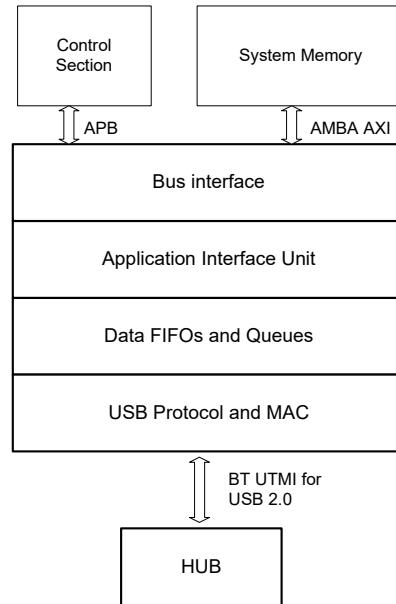 Control
Section
System Memory
APB
AMBA AXI
Bus interface
Application Interface Unit
Data FIFOs and Queues
USB Protocol and MAC
BT UTMI for
USB 2.0
HUB